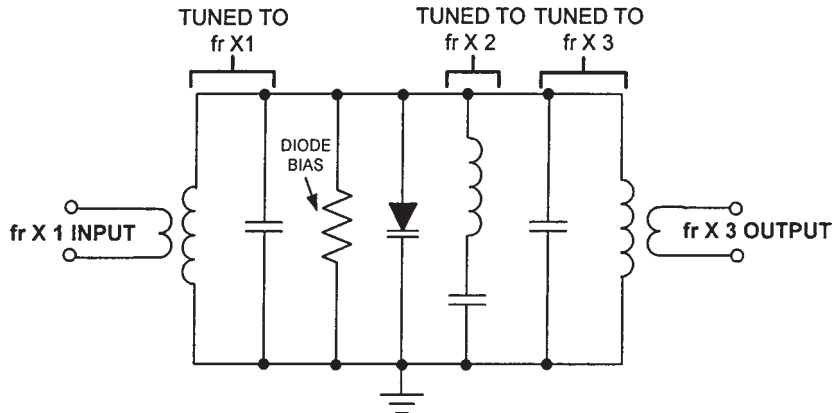 TUNED TO
fr X1
TUNED TO
fr X 2
TUNED TO
fr X 3
DIODE
BIAS
fr X 1 INPUT
fr X 3 OUTPUT